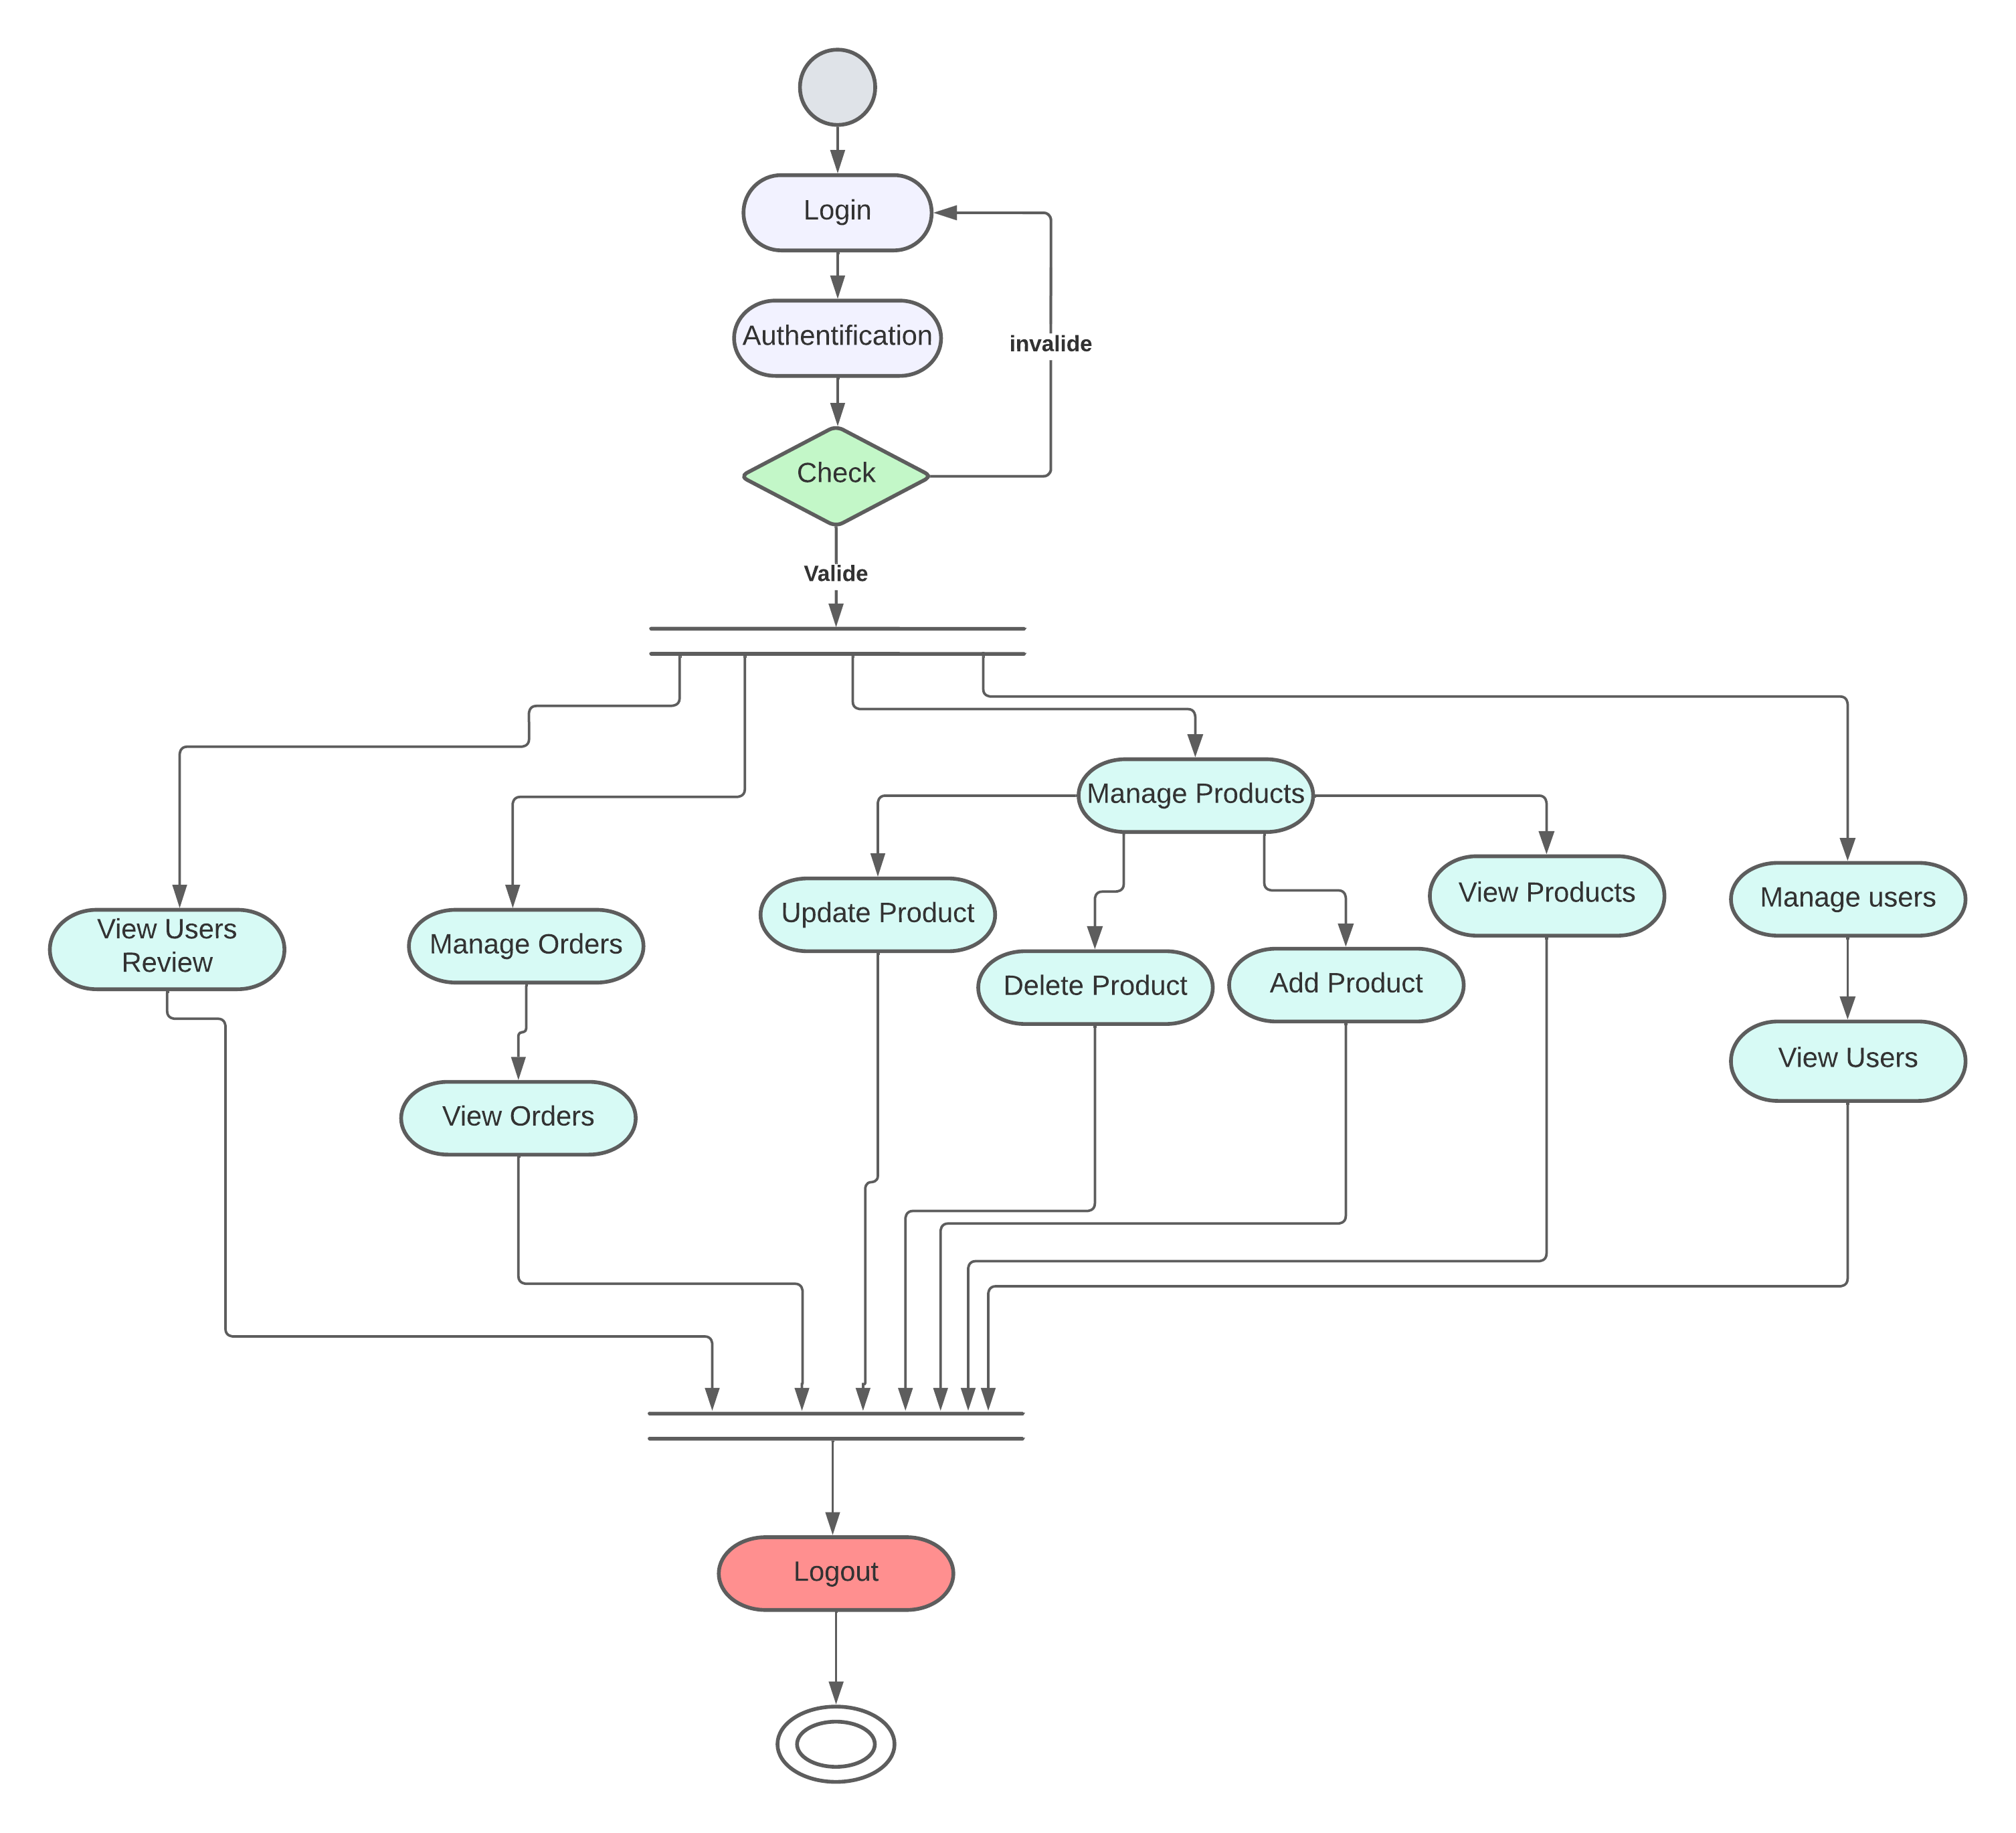 Login
Authentification
invalide
Check
Valide
Manage Products
View Products
Manage users
Update Product
View Users
Review
Manage Orders
Delete Product
Add Product
View Users
View Orders
Logout